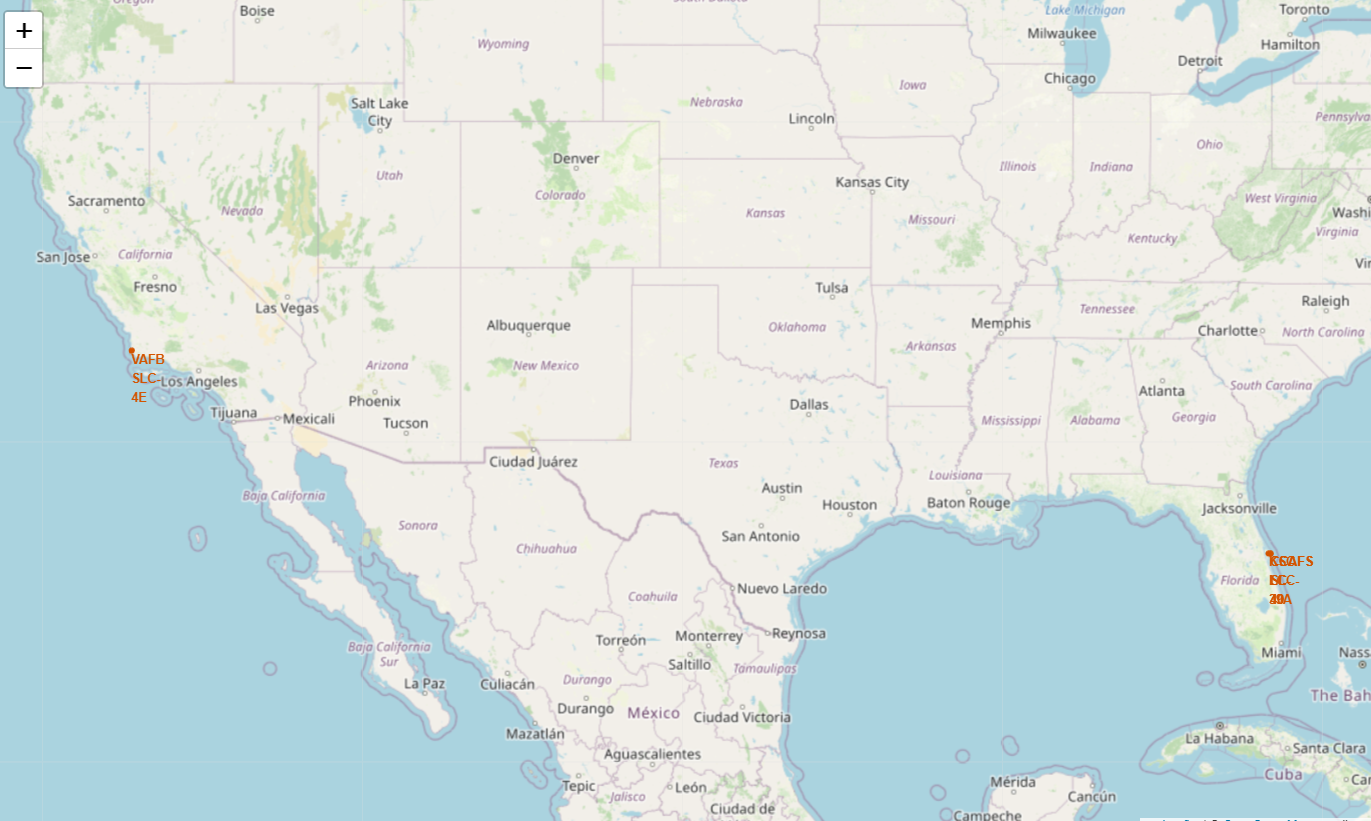 Boise
Lake Michigan
Toronto
Wyoming
Milwaukee
Hamilton
Detroit
Chicago
Iowa
Salt Lake
City
Nebraska
Lincoln
Ohio
Denver
Illinois
Indiana
Utah
Kansas City
Colorado
West Virginia
Sacramento
Nevada
Kansas
Missouri
Virginia
Kentucky
San Jose
California
Fresno
Tulsa
Las Vegas
Tennessee
Raleigh
Albuquerque
Oklahoma
Memphis
Charlotte
North Carolina
Arkansas
VAFB
SLC-
4E
Los Angeles
Arizona
New Mexico
South Carolina
Atlanta
Phoenix
Dallas
Tijuana
Mexicali
Tucson
Mississippi
Alabama
Georgia
Ciudad Juárez
Texas
Louisiana
Baja California
Austin
Houston
Baton Rouge
Jacksonville
Sonora
San Antonio
Chihuahua
Florida
Nuevo Laredo
Coahuila
Torreón
Monterrey
Reynosa
Baja California
Sur
Saltillo
Tamaulipas
Miami
La Paz
Culiacán
Durango
Durango
México
Ciudad Victoria
The Bah
Mazatlán
La Habana
Aguascalientes
Santa Clara
Cuba
Tepic
León
Mérida
Jalisco
Cancún
Ciudad de
Campeche